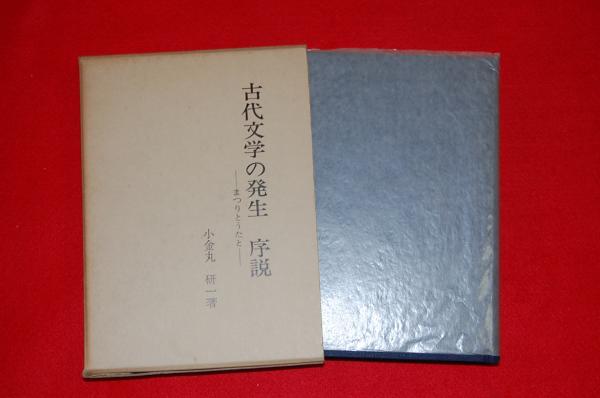 古代文学の発生 序説
――まつりとうたと――
小金丸 研一著